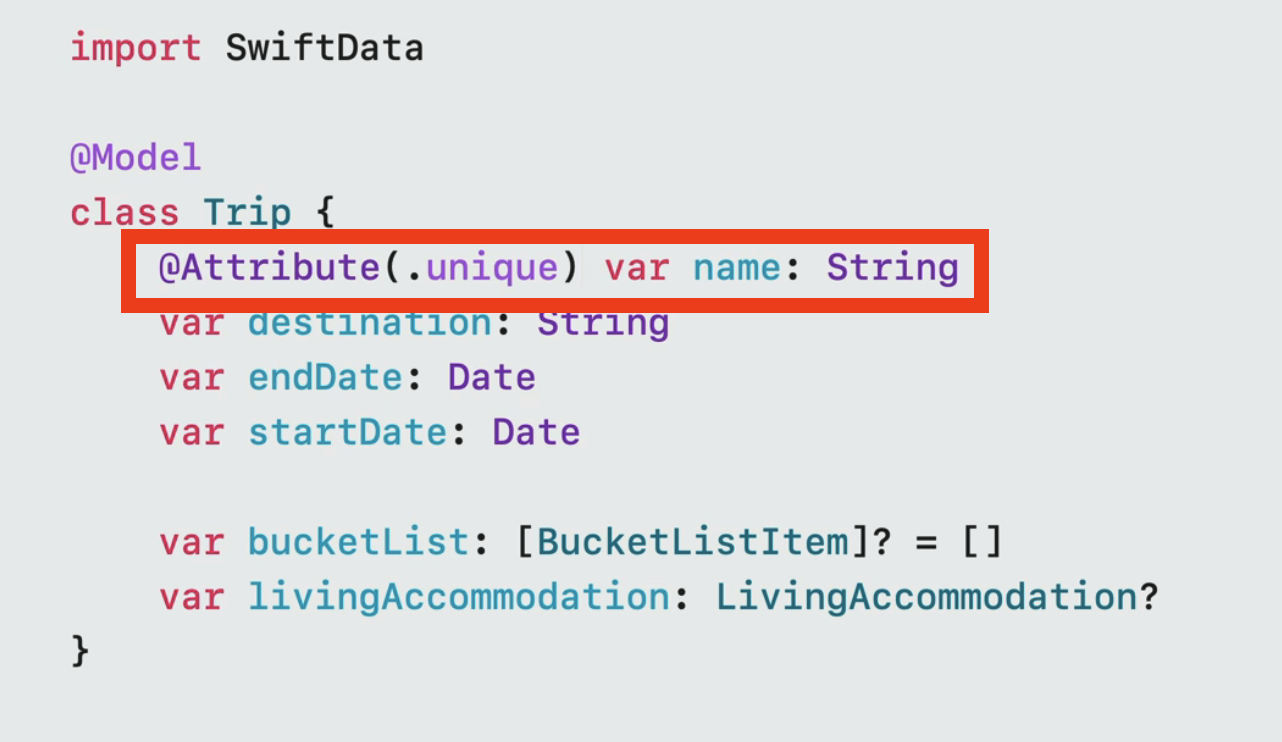 import SwiftData
@Model
class Trip {
@Attribute(.unique) var name: String
var destination: String
var endDate: Date
var startDate: Date
var bucketList: [BucketListItem]? = []
var livingAccommodation: LivingAccommodation?
}